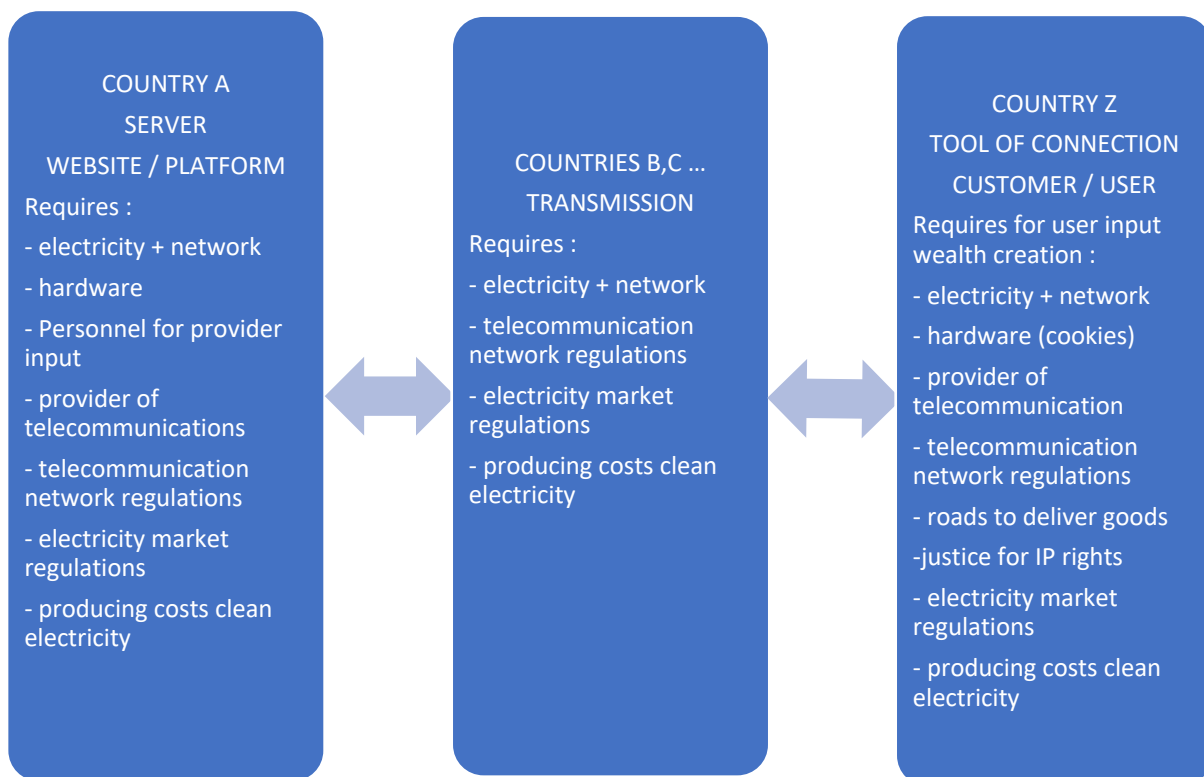 COUNTRY A
SERVER
WEBSITE / PLATFORM
Requires :
- electricity + network
- hardware
- Personnel for provider
input
- provider of
telecommunications
- telecommunication
network regulations
- electricity market
regulations
- producing costs clean
electricity
COUNTRIES B,C ...
TRANSMISSION
Requires :
- electricity + network
- telecommunication
network regulations
- electricity market
regulations
- producing costs clean
electricity
COUNTRY Z
TOOL OF CONNECTION
CUSTOMER / USER
Requires for user input
wealth creation :
- electricity + network
- hardware (cookies)
- provider of
telecommunication
- telecommunication
network regulations
- roads to deliver goods
-justice for IP rights
- electricity market
regulations
- producing costs clean
electricity